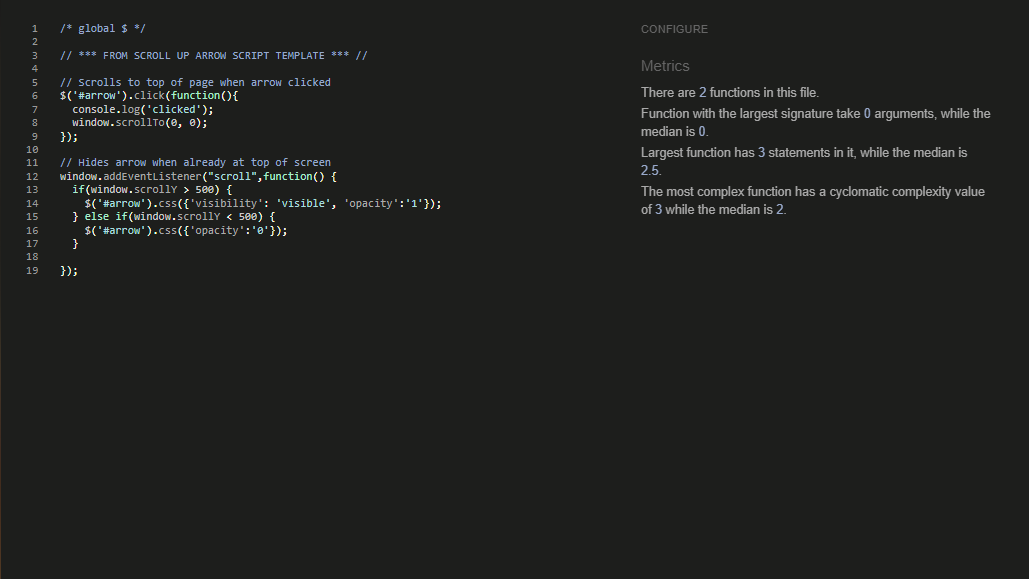 1 /* global $ */
2
3 // *** FROM SCROLL UP ARROW SCRIPT TEMPLATE *** //
4
5 // Scrolls to top of page when arrow clicked
6 $('#arrow').click(function(){
7   console.log('clicked');
8   window.scrollTo(0, 0);
9 });
10
11 // Hides arrow when already at top of screen
12 window.addEventListener("scroll",function() {
13   if(window.scrollY > 500) {
14     $('#arrow').css({'visibility': 'visible', 'opacity':'1'});
15   } else if(window.scrollY < 500) {
16     $('#arrow').css({'opacity':'0'});
17   }
18
19 });
CONFIGURE
Metrics
There are 2 functions in this file.
Function with the largest signature take 0 arguments, while the
median is 0.
Largest function has 3 statements in it, while the median is
2.5.
The most complex function has a cyclomatic complexity value
of 3 while the median is 2.